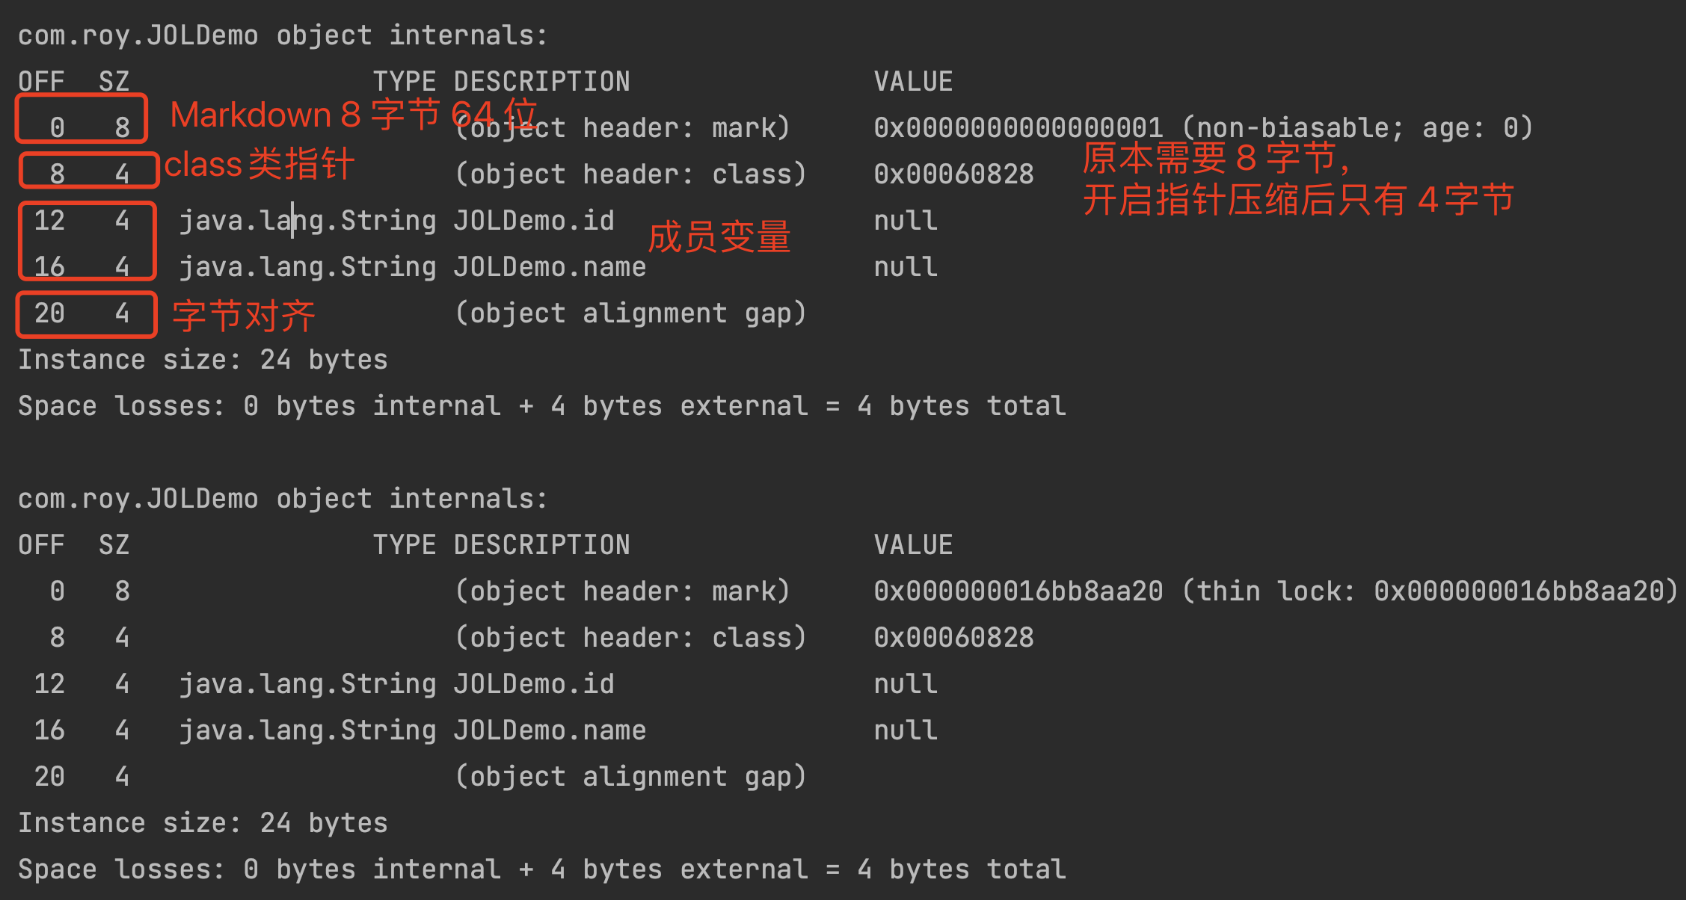 com.roy.JOLDemo object internals:
OFF SZ TYPE DESCRIPTION VALUE
Markdown 8 字节 64 位
0 8 (object header: mark) 0x0000000000000001 (non-biasable; age: 0)
class 类指针
原本需要 8 字节，
8 4 (object header: class) 0x00060828
开启指针压缩后只有 4 字节
12 4 java.lang.String JOLDemo.id null
成员变量
16 4 java.lang.String JOLDemo.name null
20 4 字节对齐 (object alignment gap)
Instance size: 24 bytes
Space losses: 0 bytes internal + 4 bytes external = 4 bytes total
com.roy.JOLDemo object internals:
OFF SZ TYPE DESCRIPTION VALUE
0 8 (object header: mark) 0x000000016bb8aa20 (thin lock: 0x000000016bb8aa20)
8 4 (object header: class) 0x00060828
12 4 java.lang.String JOLDemo.id null
16 4 java.lang.String JOLDemo.name null
20 4 (object alignment gap)
Instance size: 24 bytes
Space losses: 0 bytes internal + 4 bytes external = 4 bytes total